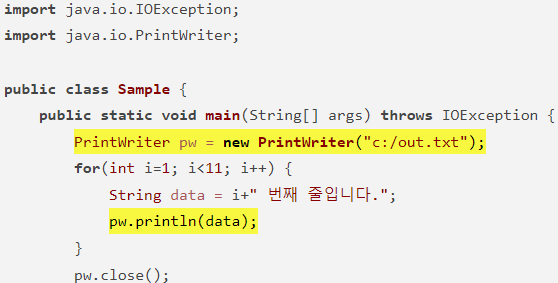 import java.io.IOException;
import java.io.PrintWriter;
public class Sample {
public static void main(String[] args) throws IOException {
PrintWriter pw = new PrintWriter("c:/out.txt");
for(int i=1; i<11; i++) {
String data = i+" 번째 줄입니다.";
pw.println(data);
}
pw.close();